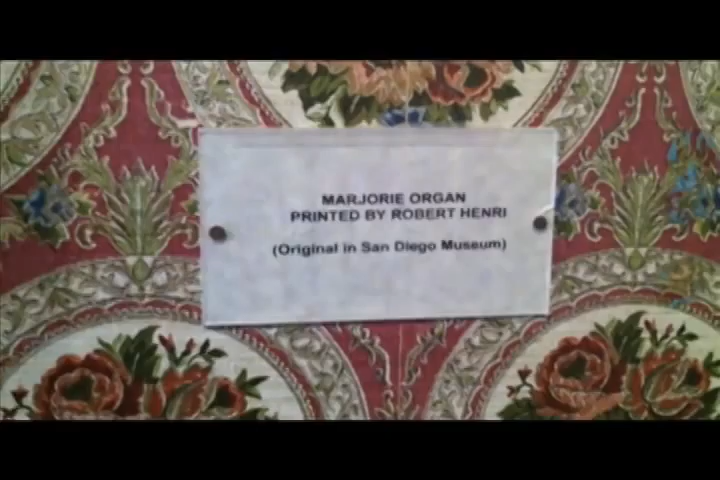 MARJORIE ORGAN
PRINTED BY ROBERT HENRI
(Original in San Diego Museum)